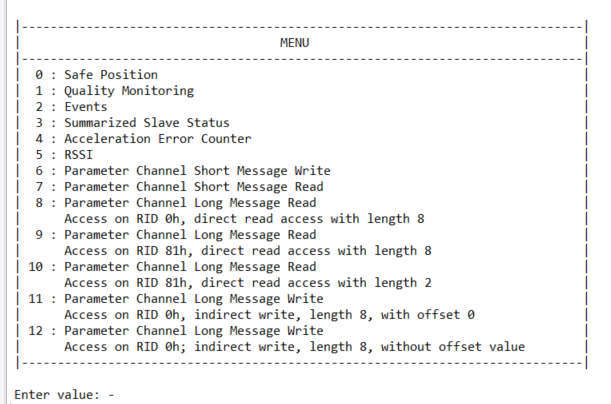 |------------------------------------------------------------------------------|
| MENU |
|------------------------------------------------------------------------------|
| 0 : Safe Position |
| 1 : Quality Monitoring |
| 2 : Events |
| 3 : Summarized Slave Status |
| 4 : Acceleration Error Counter |
| 5 : RSSI |
| 6 : Parameter Channel Short Message Write |
| 7 : Parameter Channel Short Message Read |
| 8 : Parameter Channel Long Message Read |
| Access on RID 0h, direct read access with length 8 |
| 9 : Parameter Channel Long Message Read |
| Access on RID 81h, direct read access with length 8 |
| 10 : Parameter Channel Long Message Read |
| Access on RID 81h, direct read access with length 2 |
| 11 : Parameter Channel Long Message Write |
| Access on RID 0h, indirect write, length 8, with offset 0 |
| 12 : Parameter Channel Long Message Write |
| Access on RID 0h; indirect write, length 8, without offset value |
|------------------------------------------------------------------------------|
Enter value: -